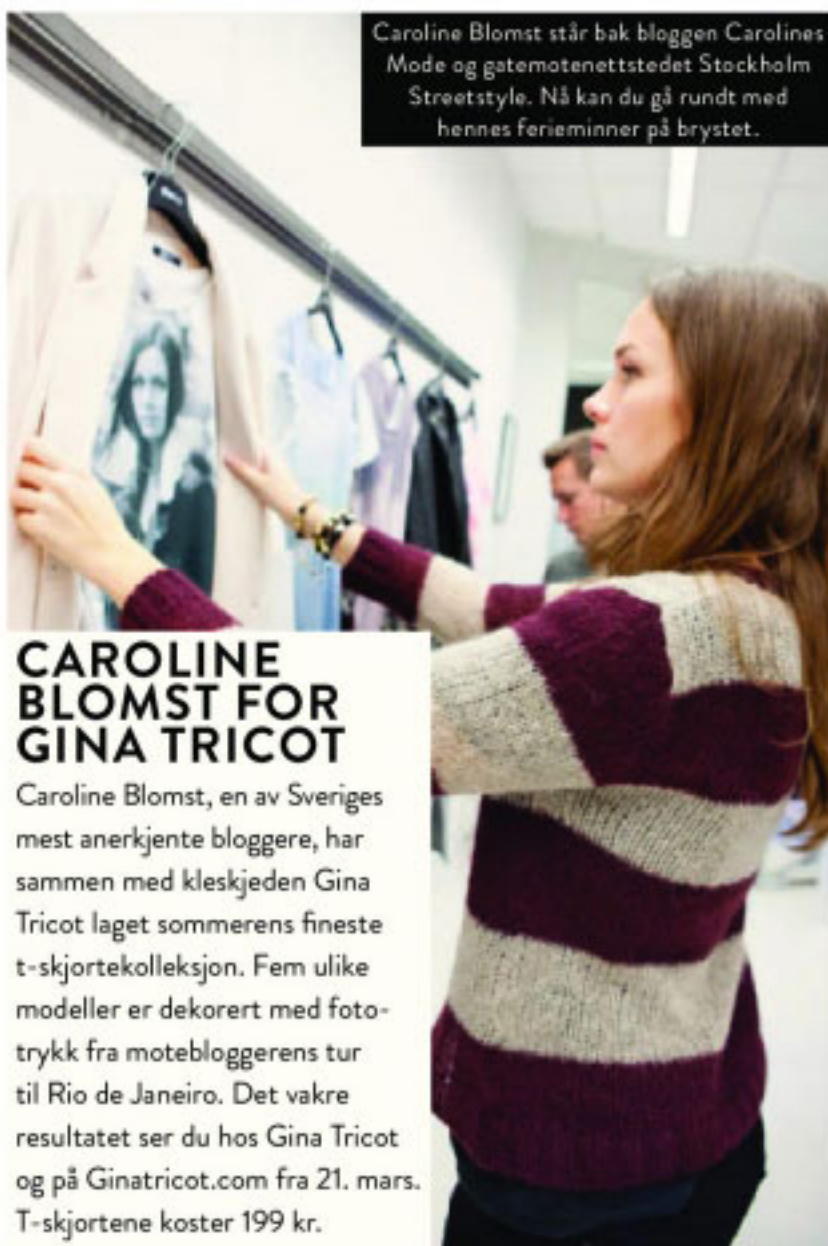 Caroline Blomst står bak bloggen Carolines
Mode og gatemotenettstedet Stockholm
Streetstyle. Nå kan du gå rundt med
hennes ferieminner på brystet.
CAROLINE
BLOMST FOR
GINA TRICOT
Caroline Blomst, en av Sveriges
mest anerkjente bloggere, har
sammen med kleskjeden Gina
Tricot laget sommerens fineste
t-skjortekolleksjon. Fem ulike
modeller er dekorert med foto-
trykk fra motebloggerens tur
til Rio de Janeiro. Det vakre
resultatet ser du hos Gina Tricot
og på Ginatricot.com fra 21. mars.
T-skjortene koster 199 kr.